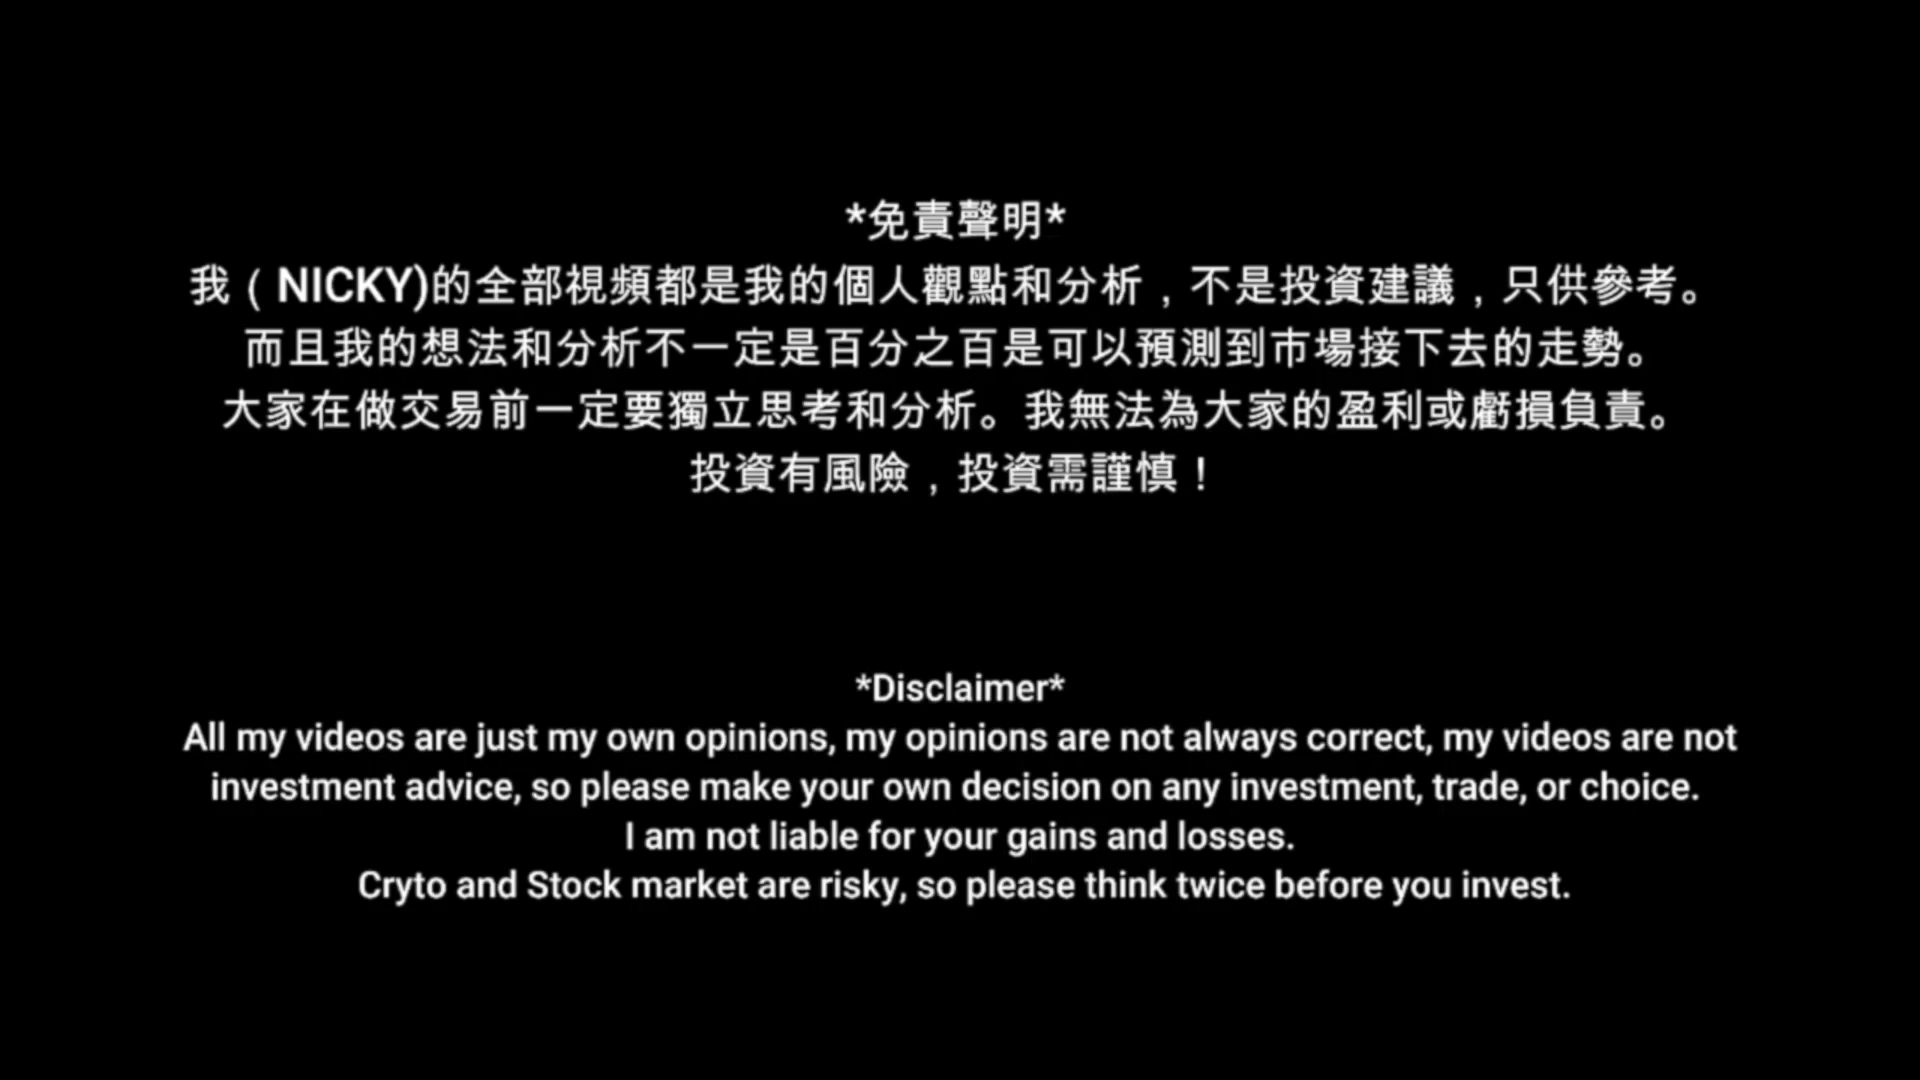 *免責聲明*
我（NICKY)的全部視頻都是我的個人觀點和分析，不是投資建議，只供參考。
而且我的想法和分析不一定是百分之百是可以預測到市場接下去的走勢。
大家在做交易前一定要獨立思考和分析。我無法為大家的盈利或虧損負責。
投資有風險，投資需謹慎！
*Disclaimer*
All my videos are just my own opinions, my opinions are not always correct, my videos are not
investment advice, so please make your own decision on any investment, trade, or choice.
I am not liable for your gains and losses.
Cryto and Stock market are risky, so please think twice before you invest.